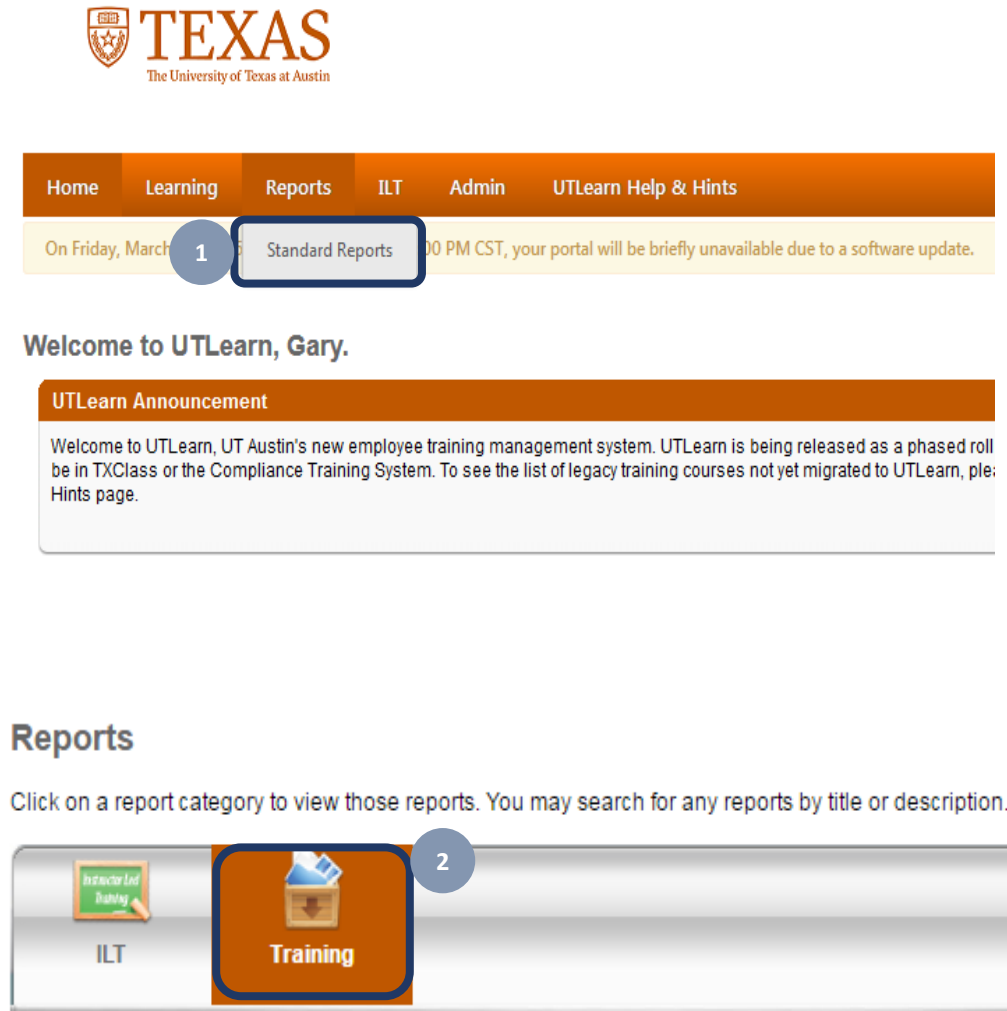 TEXAS
The University of Texas at Austin
Home Learning Reports ILT Admin UTLearn Help & Hints
On Friday, March 1 Standard Reports 00 PM CST, your portal will be briefly unavailable due to a software update.
Welcome to UTLearn, Gary.
UTLearn Announcement
Welcome to UTLearn, UT Austin's new employee training management system. UTLearn is being released as a phased roll
be in TXClass or the Compliance Training System. To see the list of legacy training courses not yet migrated to UTLearn, plea
Hints page.
Reports
Click on a report category to view those reports. You may search for any reports by title or description.
2
Instructor Led
Training
ILT Training